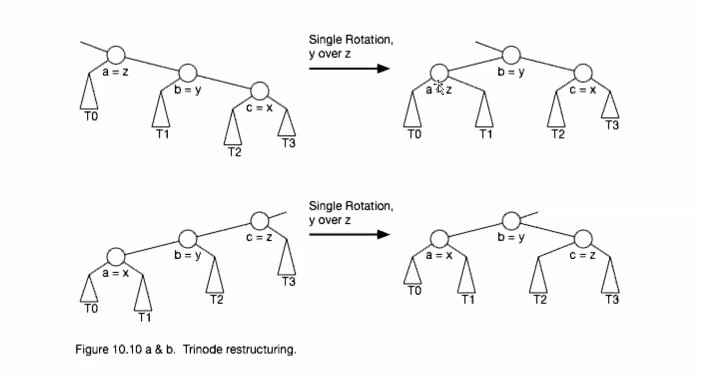 Single Rotation,
y over z
a = z
b = y
c = x
T0
T1
T2
T3
b = y
a = z
c = x
T0
T1
T2
T3
Single Rotation,
y over z
c = z
b = y
a = x
T0
T1
T2
T3
b = y
a = x
c = z
T0
T1
T2
T3
Figure 10.10 a & b. Trinode restructuring.